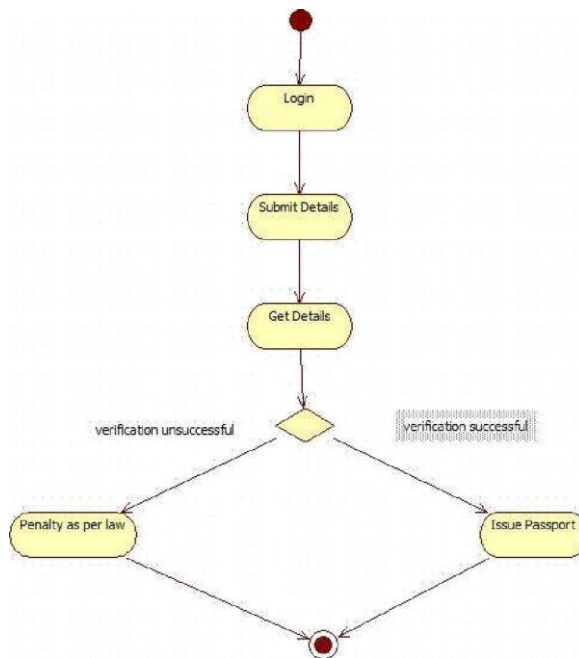 Login
Submit Details
Get Details
verification unsuccessful
verification successful
Penalty as per law
Issue Passport